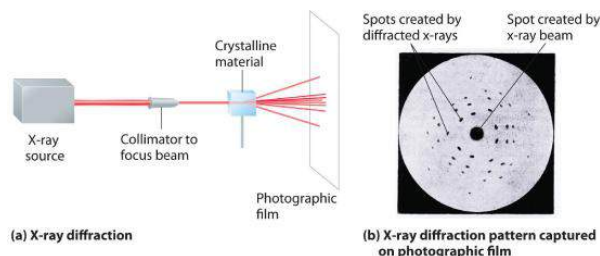 Crystalline
material
X-ray
source
Collimator to
focus beam
Photographic
film
(a) X-ray diffraction
Spots created by
diffracted x-rays
Spot created by
x-ray beam
(b) X-ray diffraction pattern captured
on photographic film